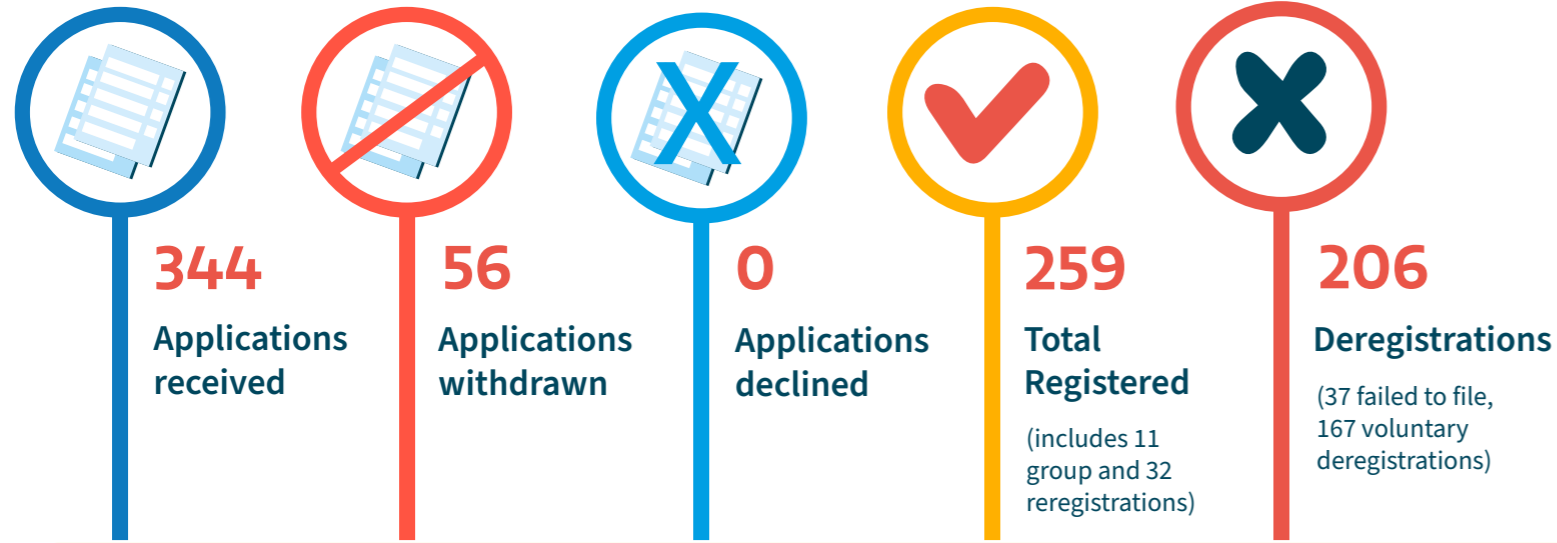 344
Applications
received
56
Applications
withdrawn
X
0
Applications
declined
259
Total
Registered
(includes 11
group and 32
reregistrations)
206
Deregistrations
(37 failed to file,
167 voluntary
deregistrations)